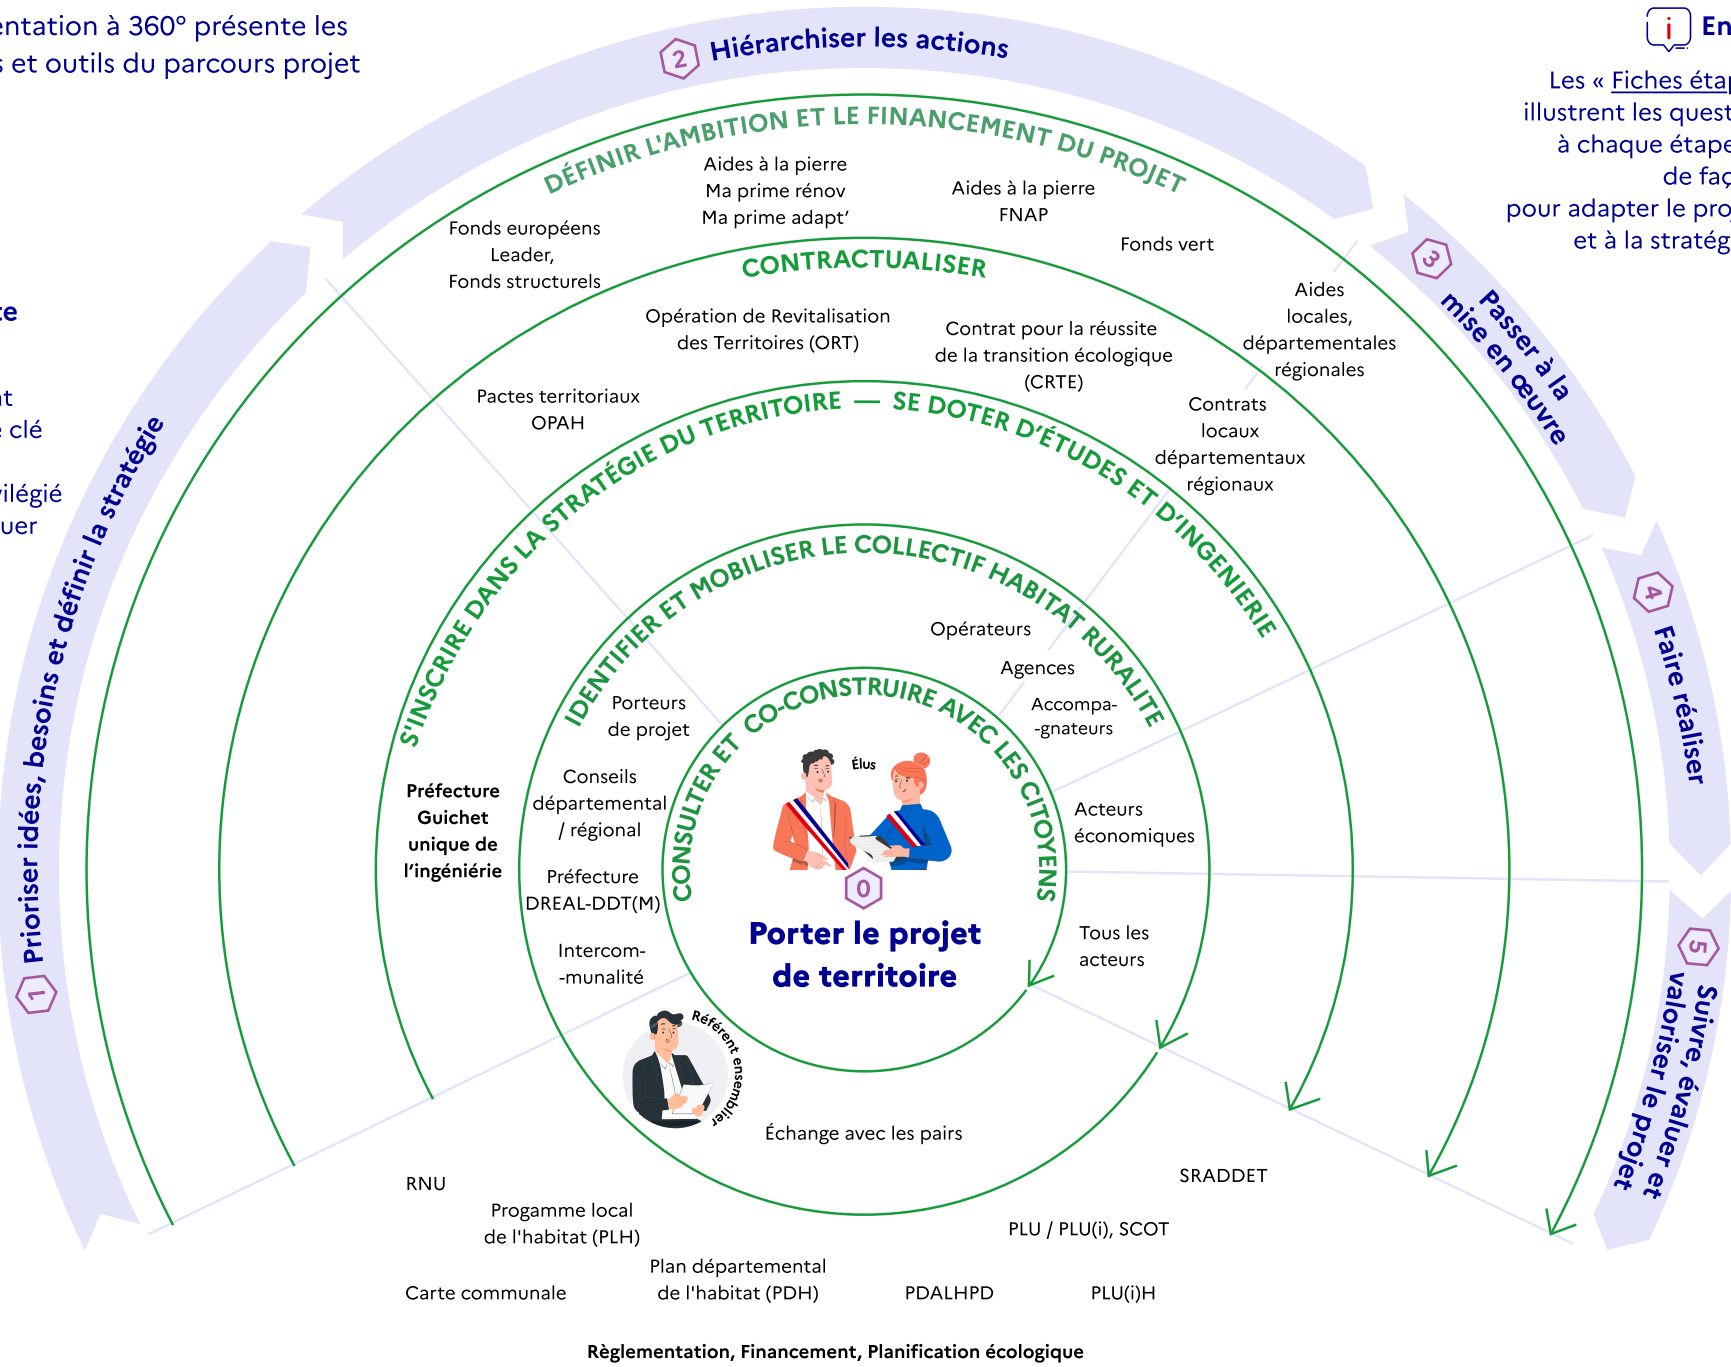 entation à 360° présente les
s et outils du parcours projet
te
nt
e clé
vilégié
uer
i
En
Les « Fiches étap
illustrent les quest
à chaque étape
de faç
pour adapter le proj
et à la stratég
1 Prioriser idées, besoins et définir la stratégie
2 Hiérarchiser les actions
3 Passer à la
mise en œuvre
4 Faire réaliser
5 Suivre, évaluer et
valoriser le projet
DÉFINIR L'AMBITION ET LE FINANCEMENT DU PROJET
Fonds européens
Leader,
Fonds structurels
Aides à la pierre
Ma prime rénov
Ma prime adapt’
Aides à la pierre
FNAP
Fonds vert
Aides
locales,
départementales
régionales
CONTRACTUALISER
Pactes territoriaux
OPAH
Opération de Revitalisation
des Territoires (ORT)
Contrat pour la réussite
de la transition écologique
(CRTE)
Contrats
locaux
départementaux
régionaux
S'INSCRIRE DANS LA STRATÉGIE DU TERRITOIRE — SE DOTER D’ÉTUDES ET D’INGENIERIE
Préfecture
Guichet
unique de
l’ingéniérie
IDENTIFIER ET MOBILISER LE COLLECTIF HABITAT RURALITE
Porteurs
de projet
Conseils
départemental
/ régional
Préfecture
DREAL-DDT(M)
Intercom-
-munalité
Opérateurs
Agences
Accompa-
-gnateurs
Acteurs
économiques
Tous les
acteurs
CONSULTER ET CO-CONSTRUIRE AVEC LES CITOYENS
Élus
0
Porter le projet
de territoire
Référent ensemblier
Échange avec les pairs
RNU
SRADDET
Progamme local
de l'habitat (PLH)
PLU / PLU(i), SCOT
Plan départemental
de l'habitat (PDH)
Carte communale
PDALHPD
PLU(i)H
Règlementation, Financement, Planification écologique